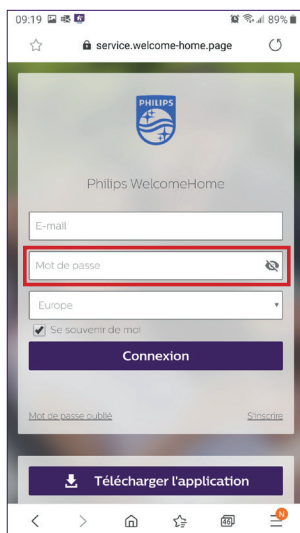 09:19 89%
service.welcome-home.page
PHILIPS
Philips WelcomeHome
E-mail
Mot de passe
Europe
Se souvenir de moi
Connexion
Mot de passe oublié S'inscrire
Télécharger l'application
46 N